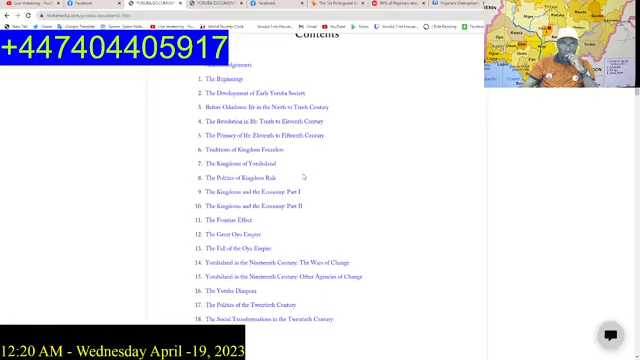 Facebook
YORUBA DOCUMENT
YORUBA DOCUMENT
Facebook
+447404405917
Contents
Acknowledgements
1. The Beginnings
2. The Development of Early Yoruba Society
3. Before Oduduwa: Ife in the Ninth to Tenth Century
4. The Revolution in Ife: Tenth to Eleventh Century
5. The Primacy of Ife: Eleventh to Fifteenth Century
6. Traditions of Kingdom Founders
7. The Kingdoms of Yorubaland
8. The Politics of Kingdom Rule
9. The Kingdoms and the Economy: Part I
10. The Kingdoms and the Economy: Part II
11. The Frontier Effect
12. The Great Oyo Empire
13. The Fall of the Oyo Empire
14. Yorubaland in the Nineteenth Century: The Wars of Change
15. Yorubaland in the Nineteenth Century: Other Agencies of Change
16. The Yoruba Diaspora
17. The Politics of the Twentieth Century
18. The Social Transformations in the Twentieth Century
12:20 AM - Wednesday April -19, 2023